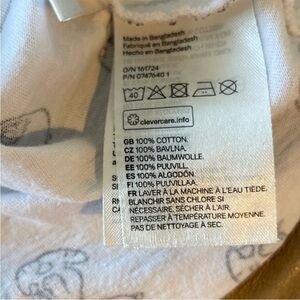 Made in Bangladesh
Fabriqué en Bangladesh
Hecho en Bangladesh
O/N 161724
P/N 0747640 1
40
clevercare.info
GB 100% COTTON.
CZ 100% BAVLNA.
DE 100% BAUMWOLLE.
EE 100% PUUVILL.
ES 100% ALGODÓN.
FI 100% PUUVILLAA.
FR LAVER À LA MACHINE À L'EAU TIÈDE.
BLANCHIR SANS CHLORE SI
NÉCESSAIRE. SÉCHER À L'AIR.
REPASSER À TEMPÉRATURE MOYENNE.
PAS DE NETTOYAGE À SEC.